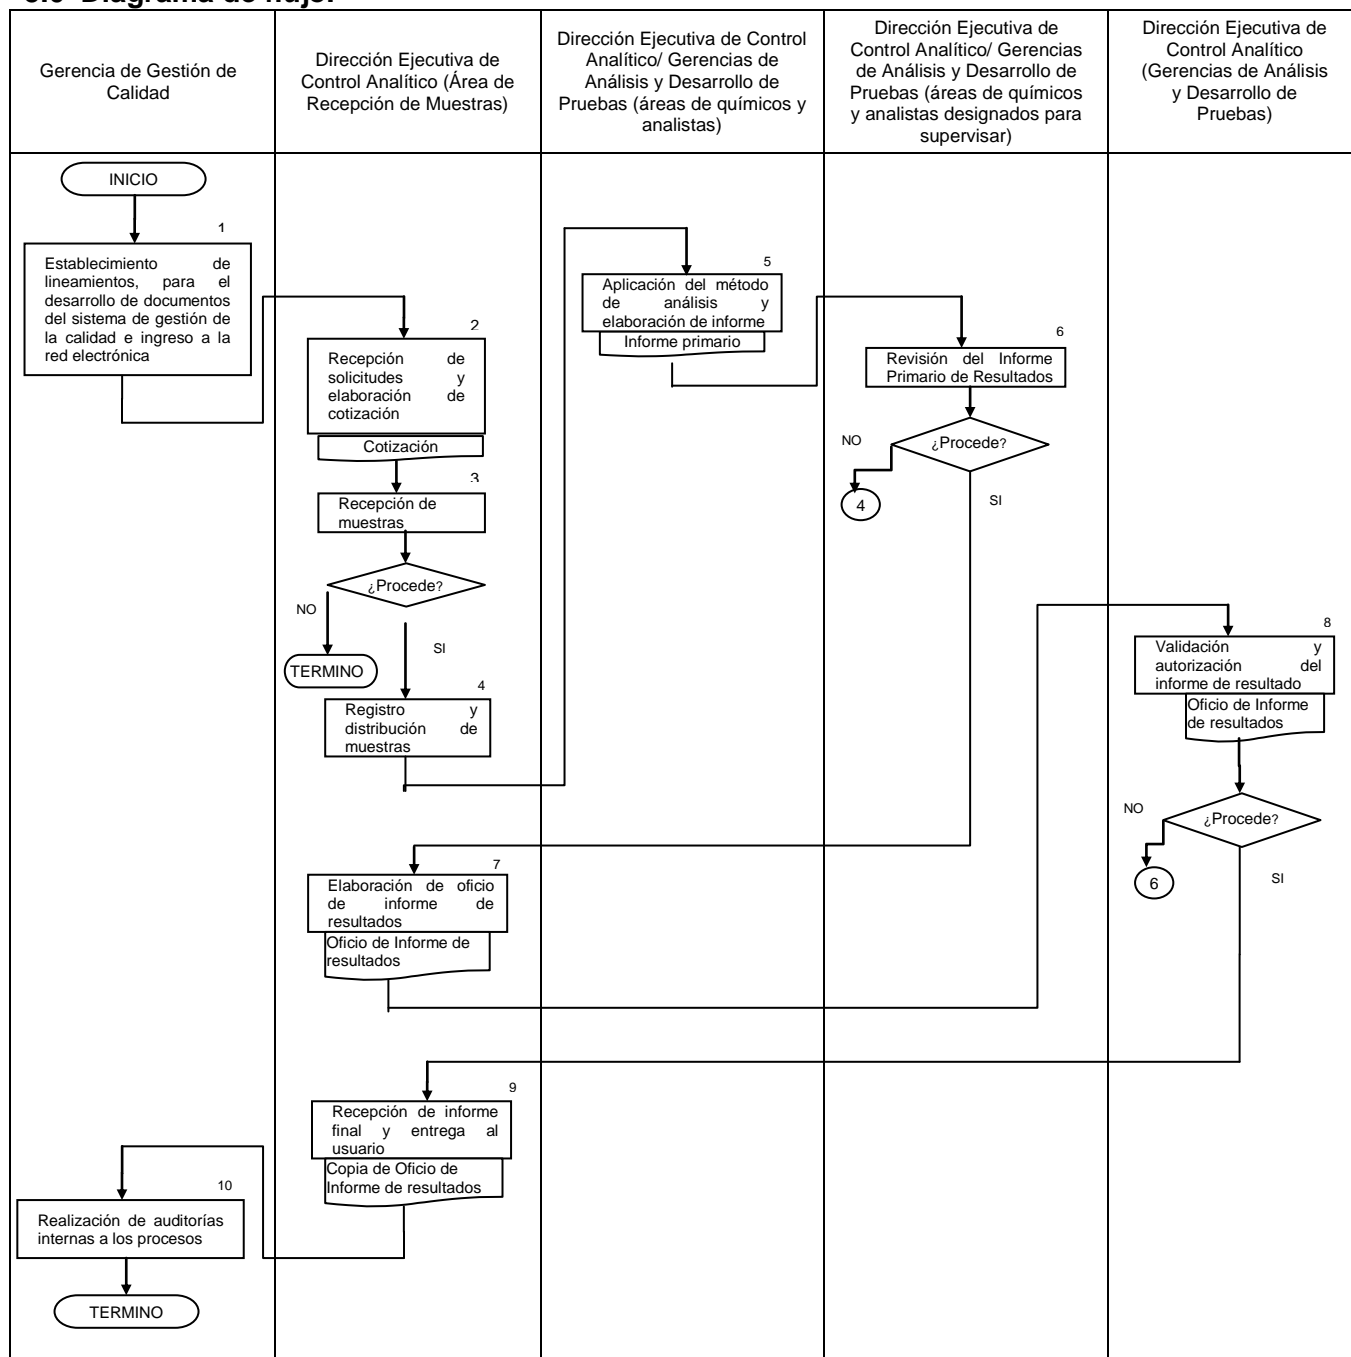 Diagrama de flujo.
Gerencia de Gestión de
Calidad
Dirección Ejecutiva de
Control Analítico (Área de
Recepción de Muestras)
Dirección Ejecutiva de Control
Analítico/ Gerencias de
Análisis y Desarrollo de
Pruebas (áreas de químicos y
analistas)
Dirección Ejecutiva de
Control Analítico/ Gerencias
de Análisis y Desarrollo de
Pruebas (áreas de químicos
y analistas designados para
supervisar)
Dirección Ejecutiva de
Control Analítico
(Gerencias de Análisis
y Desarrollo de
Pruebas)
INICIO
1
Establecimiento de
lineamientos, para el
desarrollo de documentos
del sistema de gestión de
la calidad e ingreso a la
red electrónica
2
Recepción de
solicitudes y
elaboración de
cotización
Cotización
3
Recepción de
muestras
¿Procede?
NO
SI
TERMINO
4
Registro y
distribución de
muestras
5
Aplicación del método
de análisis y
elaboración de informe
Informe primario
6
Revisión del Informe
Primario de Resultados
¿Procede?
NO
SI
4
7
Elaboración de oficio
de informe de
resultados
Oficio de Informe de
resultados
8
Validación y
autorización del
informe de resultado
Oficio de Informe
de resultados
¿Procede?
NO
SI
6
9
Recepción de informe
final y entrega al
usuario
Copia de Oficio de
Informe de resultados
10
Realización de auditorías
internas a los procesos
TERMINO